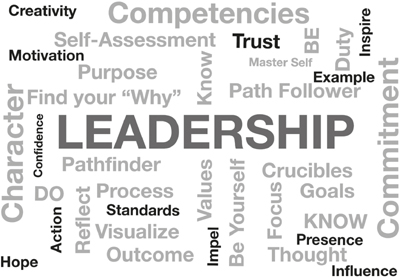 Creativity
Competencies
Inspire
Self-Assessment
Trust
BE
Duty
Motivation
Know
Master Self
Purpose
Example
Find your “Why”
Path Follower
Character
Confidence
LEADERSHIP
Commitment
Pathfinder
Crucibles
DO
Process
Values
Be Yourself
Focus
Goals
Action
Reflect
Standards
KNOW
Visualize
Impel
Presence
Hope
Outcome
Thought
Influence